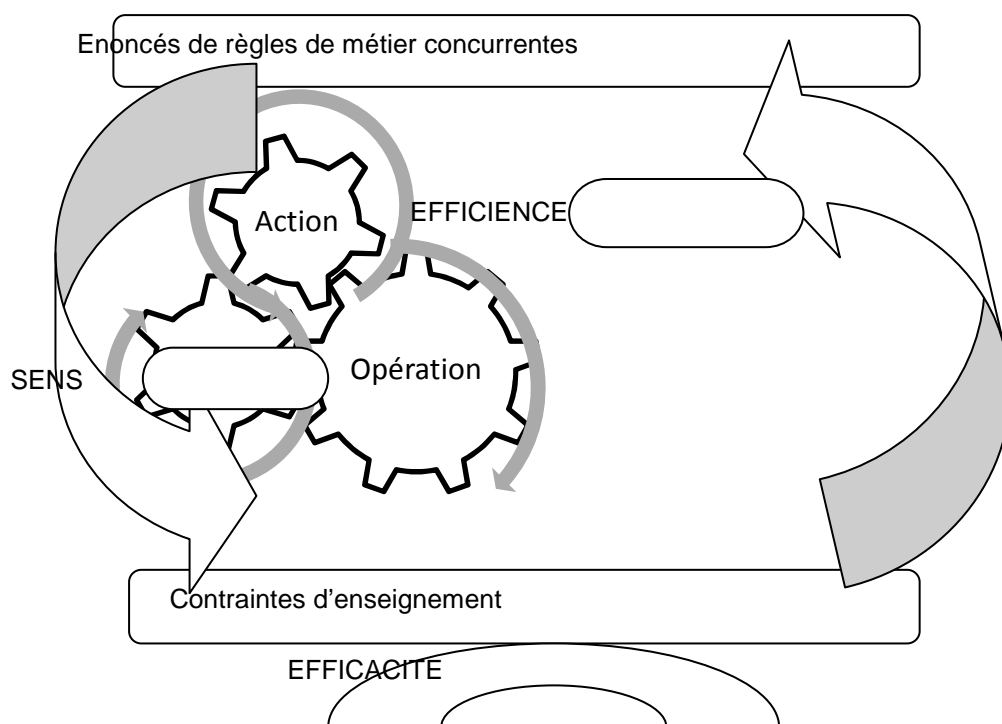 Enoncés de règles de métier concurrentes
Action
EFFICIENCE
Opération
SENS
Contraintes d’enseignement
EFFICACITE